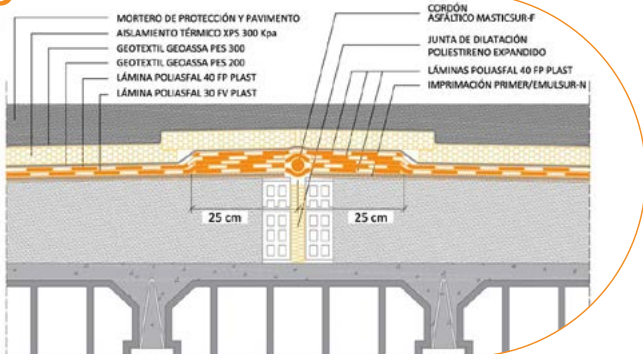 MORTERO DE PROTECCIÓN Y PAVIMENTO
AISLAMIENTO TÉRMICO XPS 300 Kpa
GEOTEXTIL GEOASSA PES 300
GEOTEXTIL GEOASSA PES 200
LÁMINA POLIASFAL 40 FP PLAST
LÁMINA POLIASFAL 30 FV PLAST
CORDÓN
ASFÁLTICO MASTICSUR-F
JUNTA DE DILATACIÓN
POLIESTIRENO EXPANDIDO
LÁMINAS POLIASFAL 40 FP PLAST
IMPRIMACIÓN PRIMER/EMULSUR-N
25 cm
25 cm